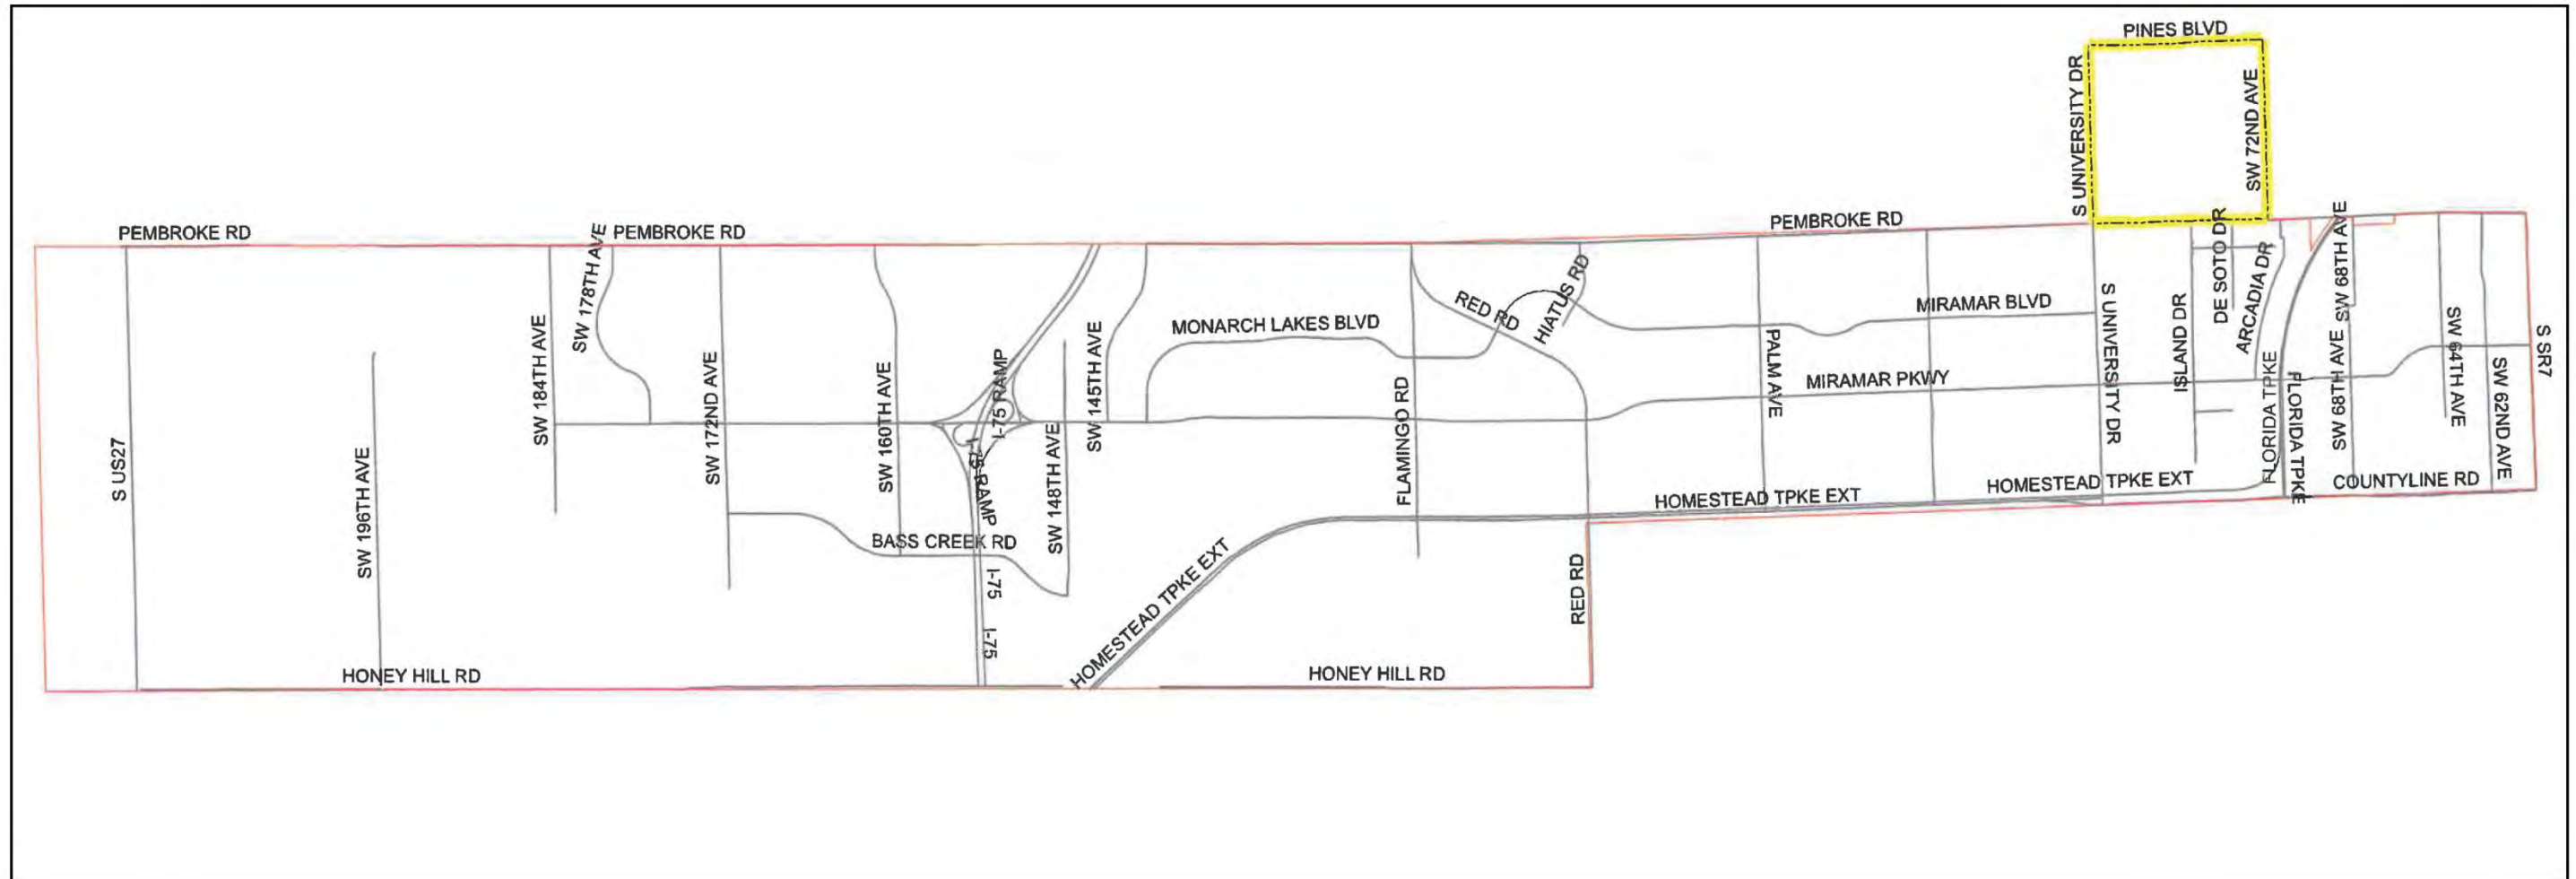 PINES BLVD
S UNIVERSITY DR
SW 72ND AVE
PEMBROKE RD
PEMBROKE RD
PEMBROKE RD
SW 178TH AVE
DE SOTO DR
SW 68TH AVE
ARCADIA DR
HIATUS RD
RED RD
MIRAMAR BLVD
MONARCH LAKES BLVD
S UNIVERSITY DR
ISLAND DR
SW 184TH AVE
SW 172ND AVE
SW 160TH AVE
I-75 RAMP
SW 145TH AVE
FLAMINGO RD
PALM AVE
MIRAMAR PKWY
FLORIDA TPKE
FLORIDA TPKE
SW 68TH AVE
SW 64TH AVE
SW 62ND AVE
S SR7
S US27
SW 196TH AVE
I-75 RAMP
SW 148TH AVE
HOMESTEAD TPKE EXT
HOMESTEAD TPKE EXT
COUNTYLINE RD
BASS CREEK RD
I-75
HOMESTEAD TPKE EXT
RED RD
I-75
HONEY HILL RD
HONEY HILL RD